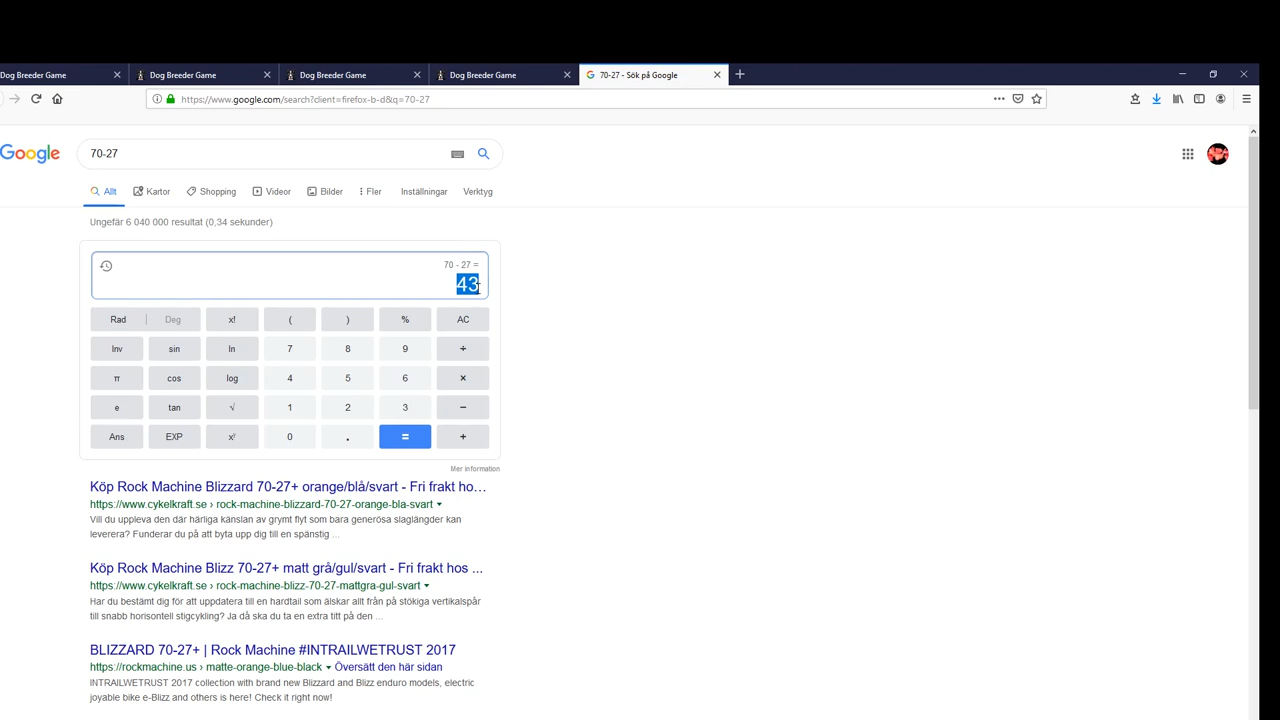 Dog Breeder Game Dog Breeder Game Dog Breeder Game Dog Breeder Game 70-27 - Sök på Google
https://www.google.com/search?client=firefox-b-d&q=70-27
Google 70-27
Allt Kartor Shopping Videor Bilder Fler Inställningar Verktyg
Ungefär 6 040 000 resultat (0,34 sekunder)
70 - 27 =
43
Rad Deg x! ( ) % AC
Inv sin ln 7 8 9 ÷
π cos log 4 5 6 ×
e tan √ 1 2 3 −
Ans EXP xʸ 0 . = +
Mer information
Köp Rock Machine Blizzard 70-27+ orange/blå/svart - Fri frakt ho...
https://www.cykelkraft.se › rock-machine-blizzard-70-27-orange-bla-svart
Vill du uppleva den där härliga känslan av grymt flyt som bara generösa slaglängder kan
leverera? Funderar du på att byta upp dig till en spänstig ...
Köp Rock Machine Blizz 70-27+ matt grå/gul/svart - Fri frakt hos ...
https://www.cykelkraft.se › rock-machine-blizz-70-27-mattgra-gul-svart
Har du bestämt dig för att uppdatera till en hardtail som älskar allt från på stökiga vertikalspår
till snabb horisontell stigcykling? Ja då ska du ta en extra titt på den ...
BLIZZARD 70-27+ | Rock Machine #INTRAILWETRUST 2017
https://rockmachine.us › matte-orange-blue-black Översätt den här sidan
INTRAILWETRUST 2017 collection with brand new Blizzard and Blizz enduro models, electric
joyable bike e-Blizz and others is here! Check it right now!